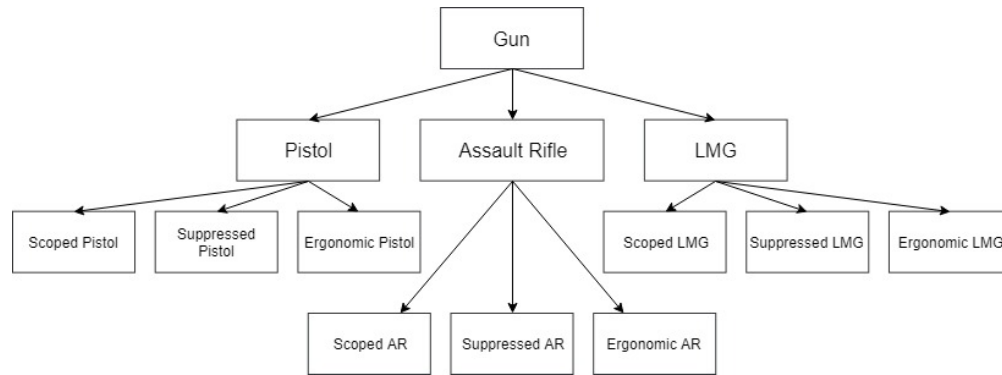 Gun
Pistol
Assault Rifle
LMG
Scoped Pistol
Suppressed
Pistol
Ergonomic Pistol
Scoped LMG
Suppressed LMG
Ergonomic LMG
Scoped AR
Suppressed AR
Ergonomic AR